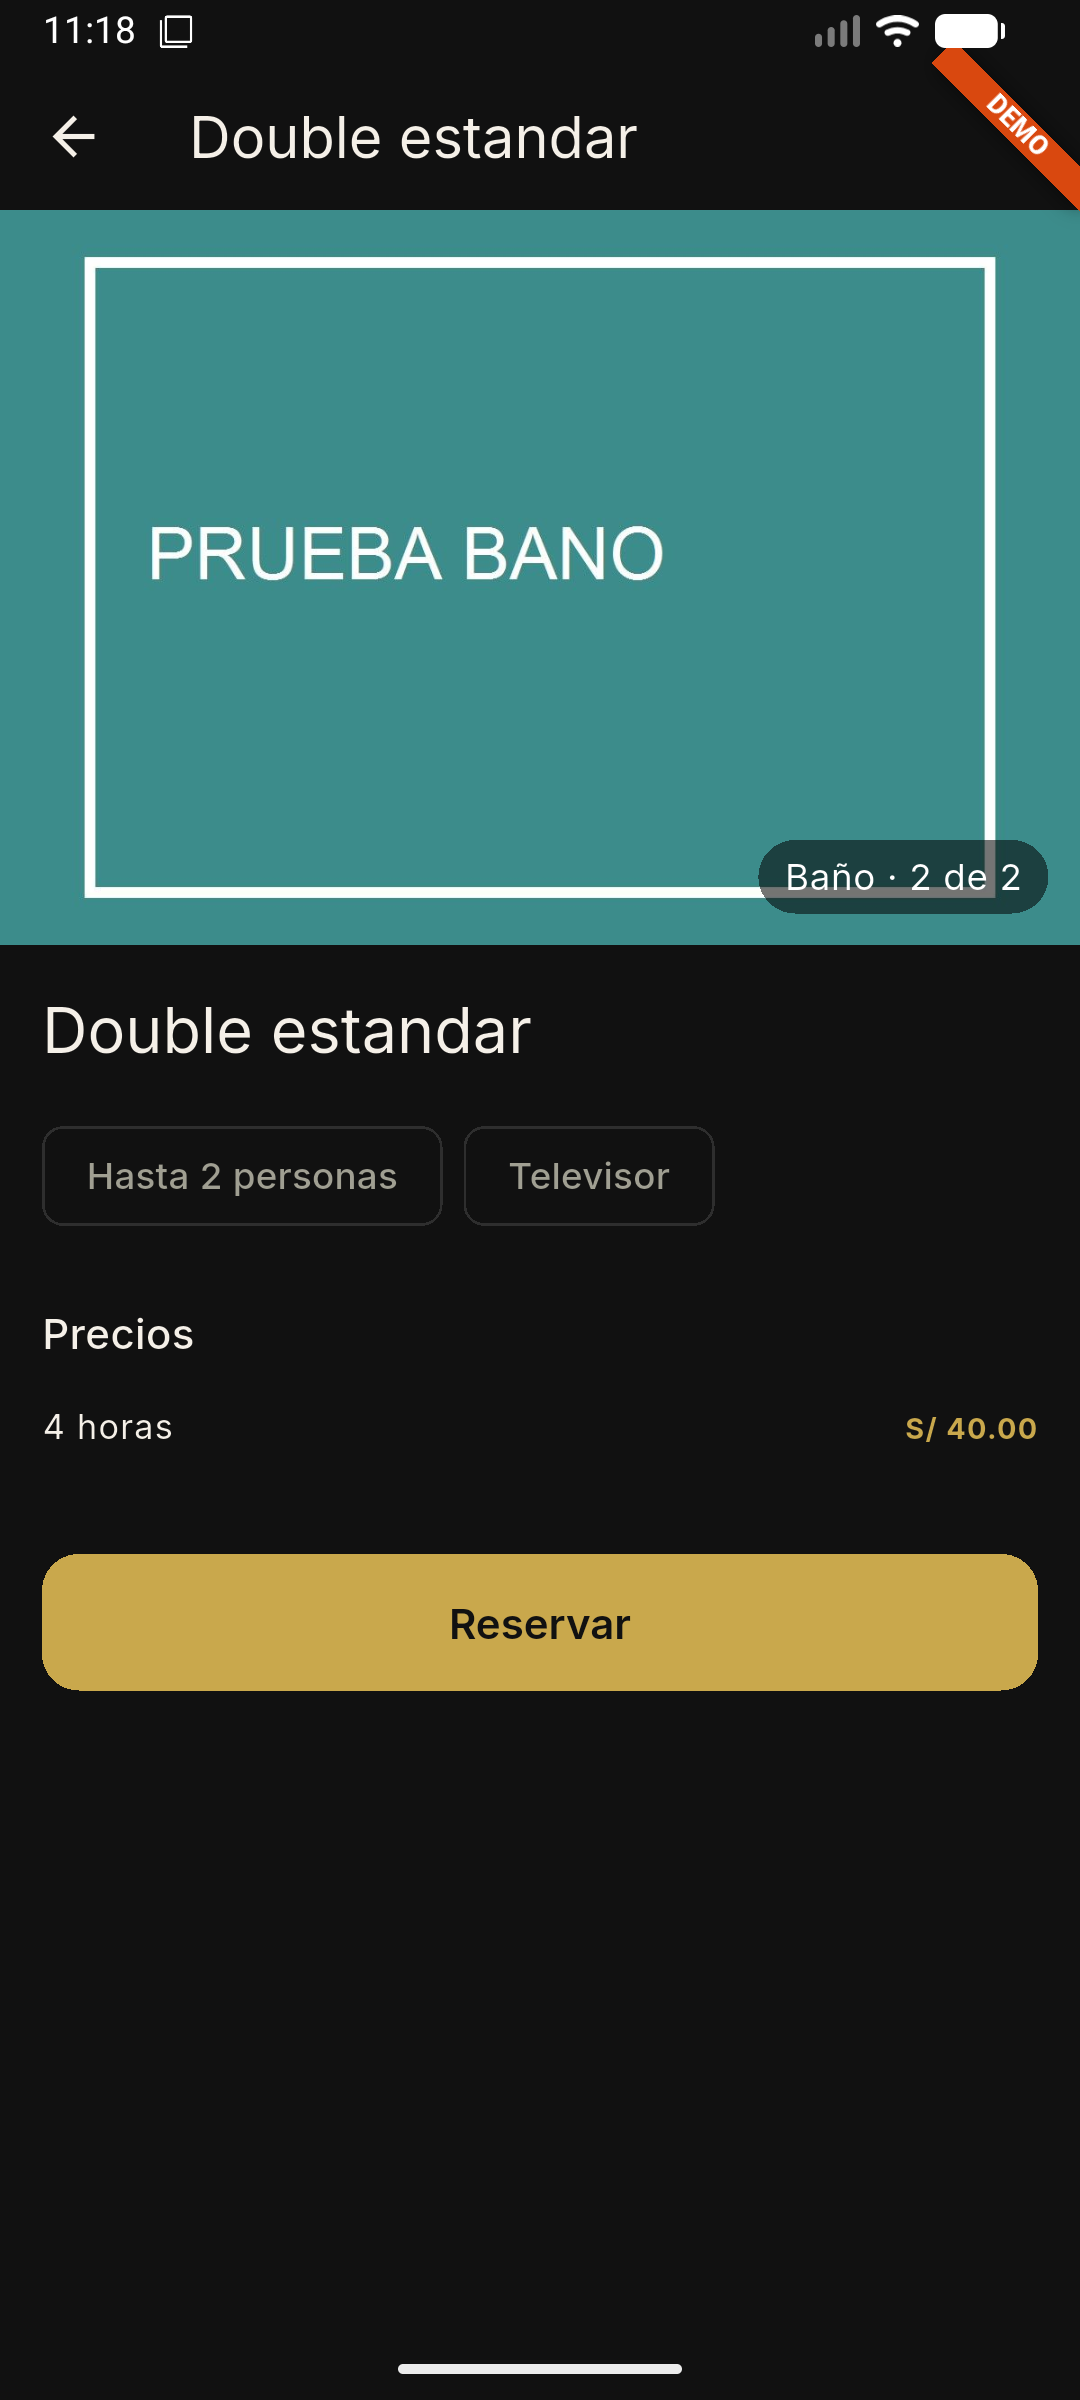 11:18
DEMO
Double estandar
PRUEBA BANO
Baño · 2 de 2
Double estandar
Hasta 2 personas
Televisor
Precios
4 horas
S/ 40.00
Reservar